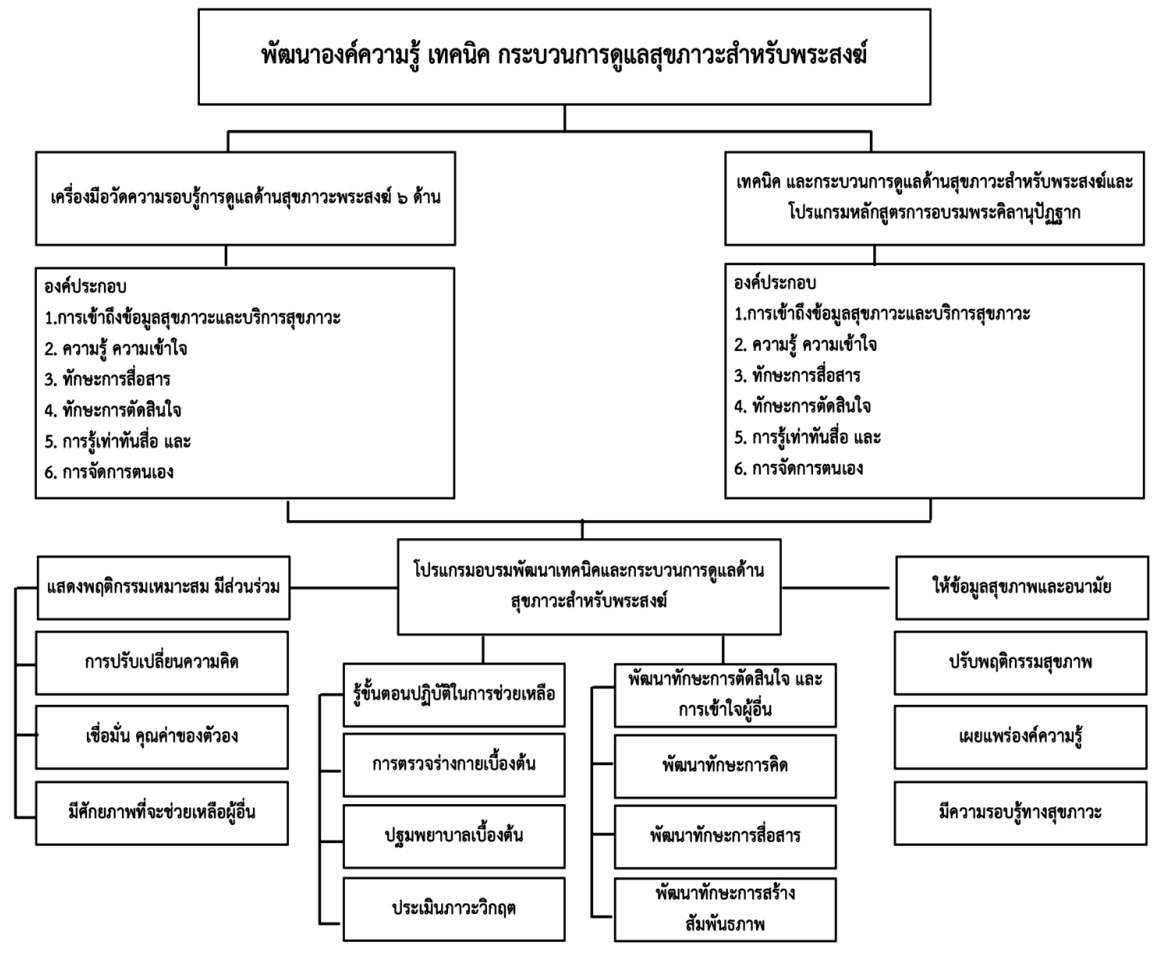 พัฒนาองค์ความรู้ เทคนิค กระบวนการดูแลสุขภาวะสำหรับพระสงฆ์
เครื่องมือวัดความรอบรู้การดูแลด้านสุขภาวะพระสงฆ์ ๖ ด้าน
เทคนิค และกระบวนการดูแลด้านสุขภาวะสำหรับพระสงฆ์และ
โปรแกรมหลักสูตรการอบรมพระคิลานุปัฏฐาก
องค์ประกอบ
1.การเข้าถึงข้อมูลสุขภาวะและบริการสุขภาวะ
2. ความรู้ ความเข้าใจ
3. ทักษะการสื่อสาร
4. ทักษะการตัดสินใจ
5. การรู้เท่าทันสื่อ และ
6. การจัดการตนเอง
องค์ประกอบ
1.การเข้าถึงข้อมูลสุขภาวะและบริการสุขภาวะ
2. ความรู้ ความเข้าใจ
3. ทักษะการสื่อสาร
4. ทักษะการตัดสินใจ
5. การรู้เท่าทันสื่อ และ
6. การจัดการตนเอง
โปรแกรมอบรมพัฒนาเทคนิคและกระบวนการดูแลด้าน
สุขภาวะสำหรับพระสงฆ์
แสดงพฤติกรรมเหมาะสม มีส่วนร่วม
การปรับเปลี่ยนความคิด
เชื่อมั่น คุณค่าของตัวอง
มีศักยภาพที่จะช่วยเหลือผู้อื่น
รู้ขั้นตอนปฏิบัติในการช่วยเหลือ
การตรวจร่างกายเบื้องต้น
ปฐมพยาบาลเบื้องต้น
ประเมินภาวะวิกฤต
พัฒนาทักษะการตัดสินใจ และ
การเข้าใจผู้อื่น
พัฒนาทักษะการคิด
พัฒนาทักษะการสื่อสาร
พัฒนาทักษะการสร้าง
สัมพันธภาพ
ให้ข้อมูลสุขภาพและอนามัย
ปรับพฤติกรรมสุขภาพ
เผยแพร่องค์ความรู้
มีความรอบรู้ทางสุขภาวะ